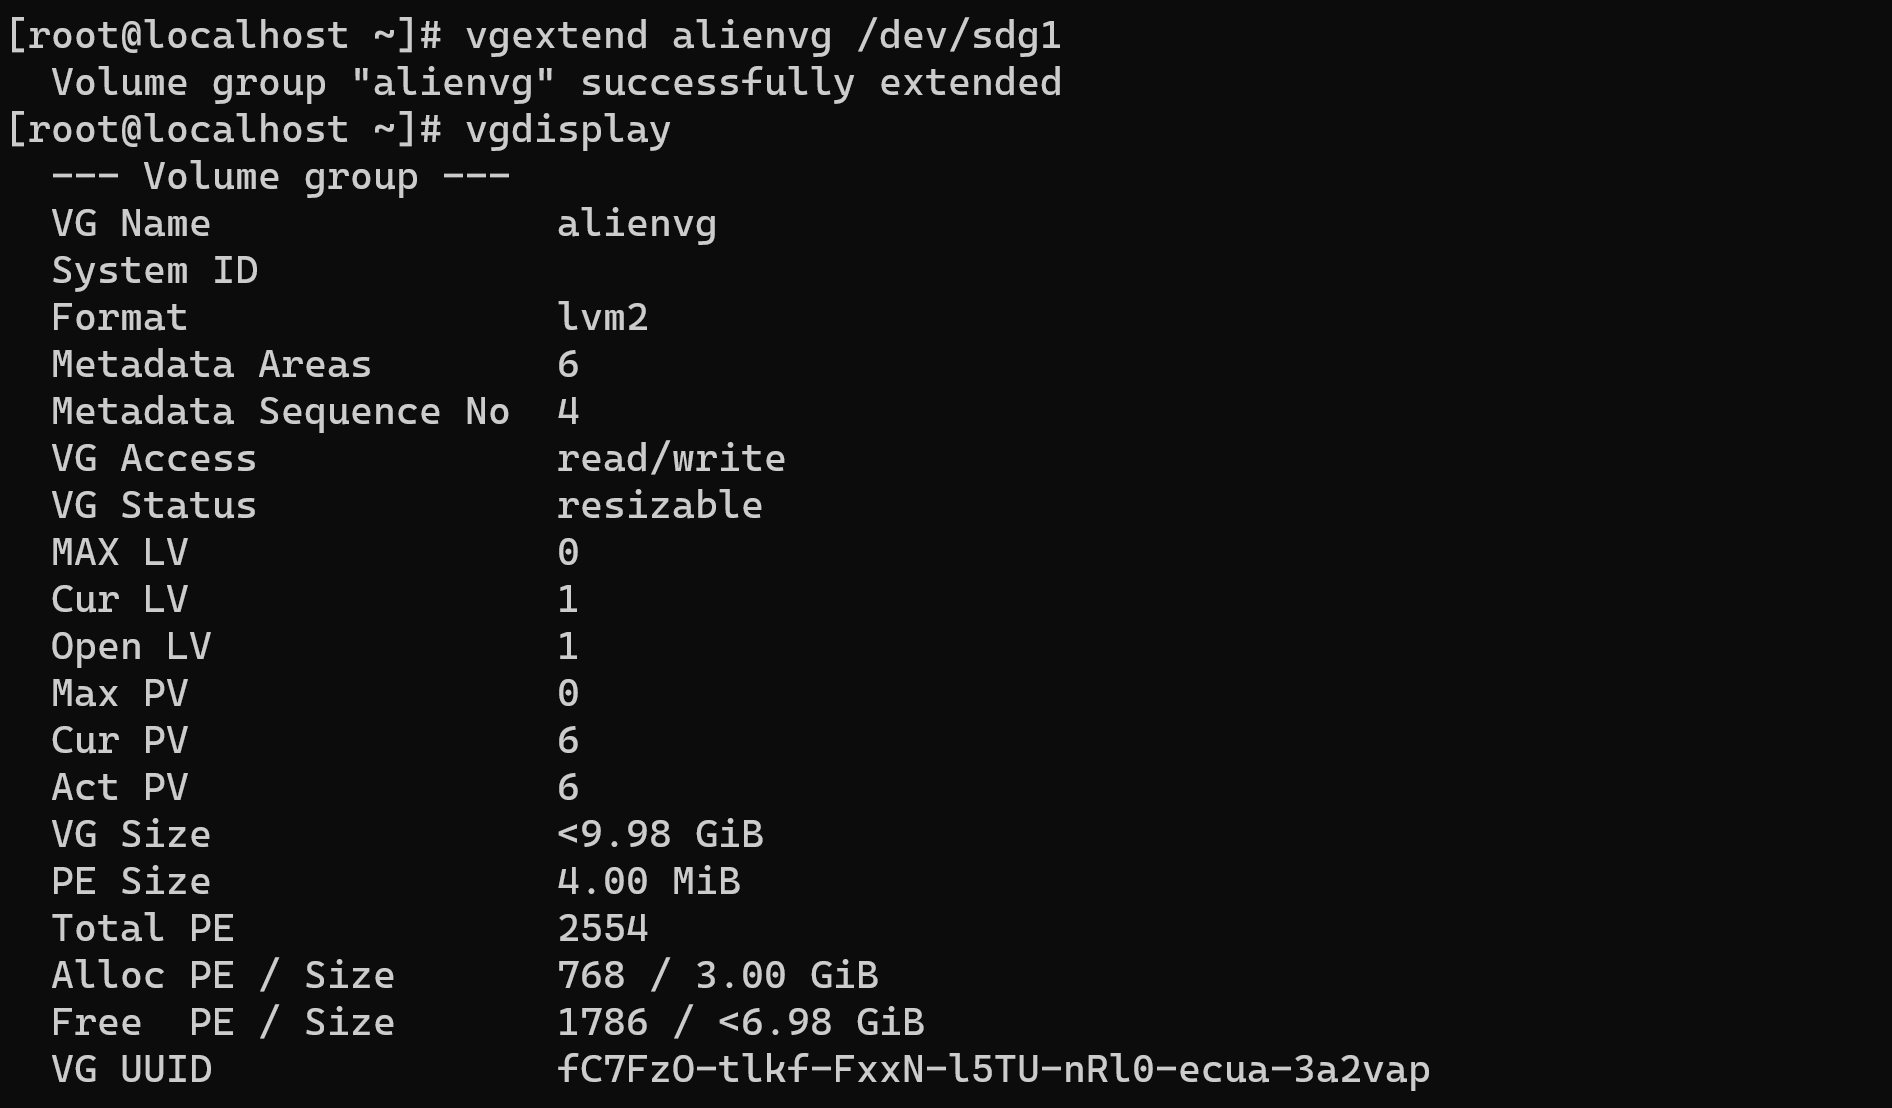 [root@localhost ~]# vgextend alienvg /dev/sdg1
  Volume group "alienvg" successfully extended
[root@localhost ~]# vgdisplay
  --- Volume group ---
  VG Name               alienvg
  System ID
  Format                lvm2
  Metadata Areas        6
  Metadata Sequence No  4
  VG Access             read/write
  VG Status             resizable
  MAX LV                0
  Cur LV                1
  Open LV               1
  Max PV                0
  Cur PV                6
  Act PV                6
  VG Size               <9.98 GiB
  PE Size               4.00 MiB
  Total PE              2554
  Alloc PE / Size       768 / 3.00 GiB
  Free  PE / Size       1786 / <6.98 GiB
  VG UUID               fC7FzO-tlkf-FxxN-l5TU-nRl0-ecua-3a2vap